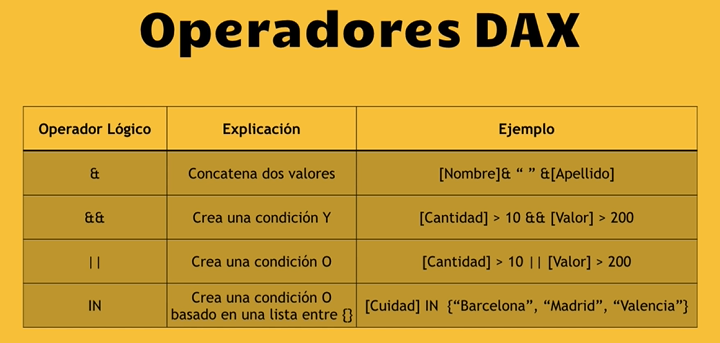 Operadores DAX
Operador Lógico Explicación Ejemplo
& Concatena dos valores [Nombre]& “ ” &[Apellido]
&& Crea una condición Y [Cantidad] > 10 && [Valor] > 200
|| Crea una condición O [Cantidad] > 10 || [Valor] > 200
IN Crea una condición O basado en una lista entre {} [Cuidad] IN {“Barcelona”, “Madrid”, “Valencia”}